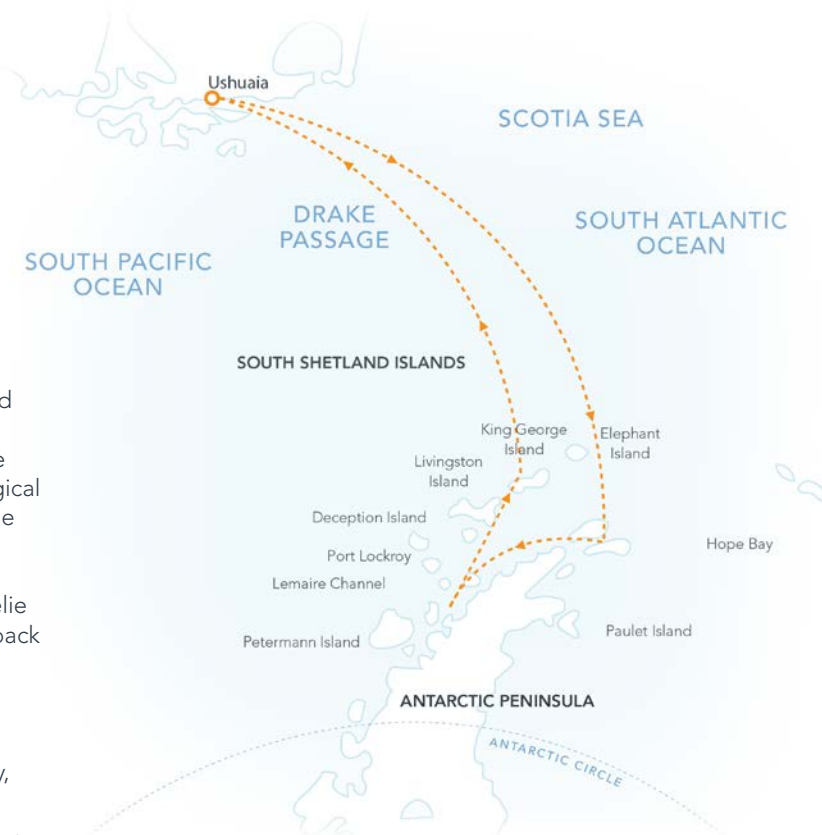 Ushuaia
SCOTIA SEA
DRAKE
PASSAGE
SOUTH ATLANTIC
OCEAN
SOUTH PACIFIC
OCEAN
SOUTH SHETLAND ISLANDS
King George
Island
Elephant
Island
Livingston
Island
Deception Island
Hope Bay
Port Lockroy
Lemaire Channel
Petermann Island
Paulet Island
ANTARCTIC PENINSULA
ANTARCTIC CIRCLE
back